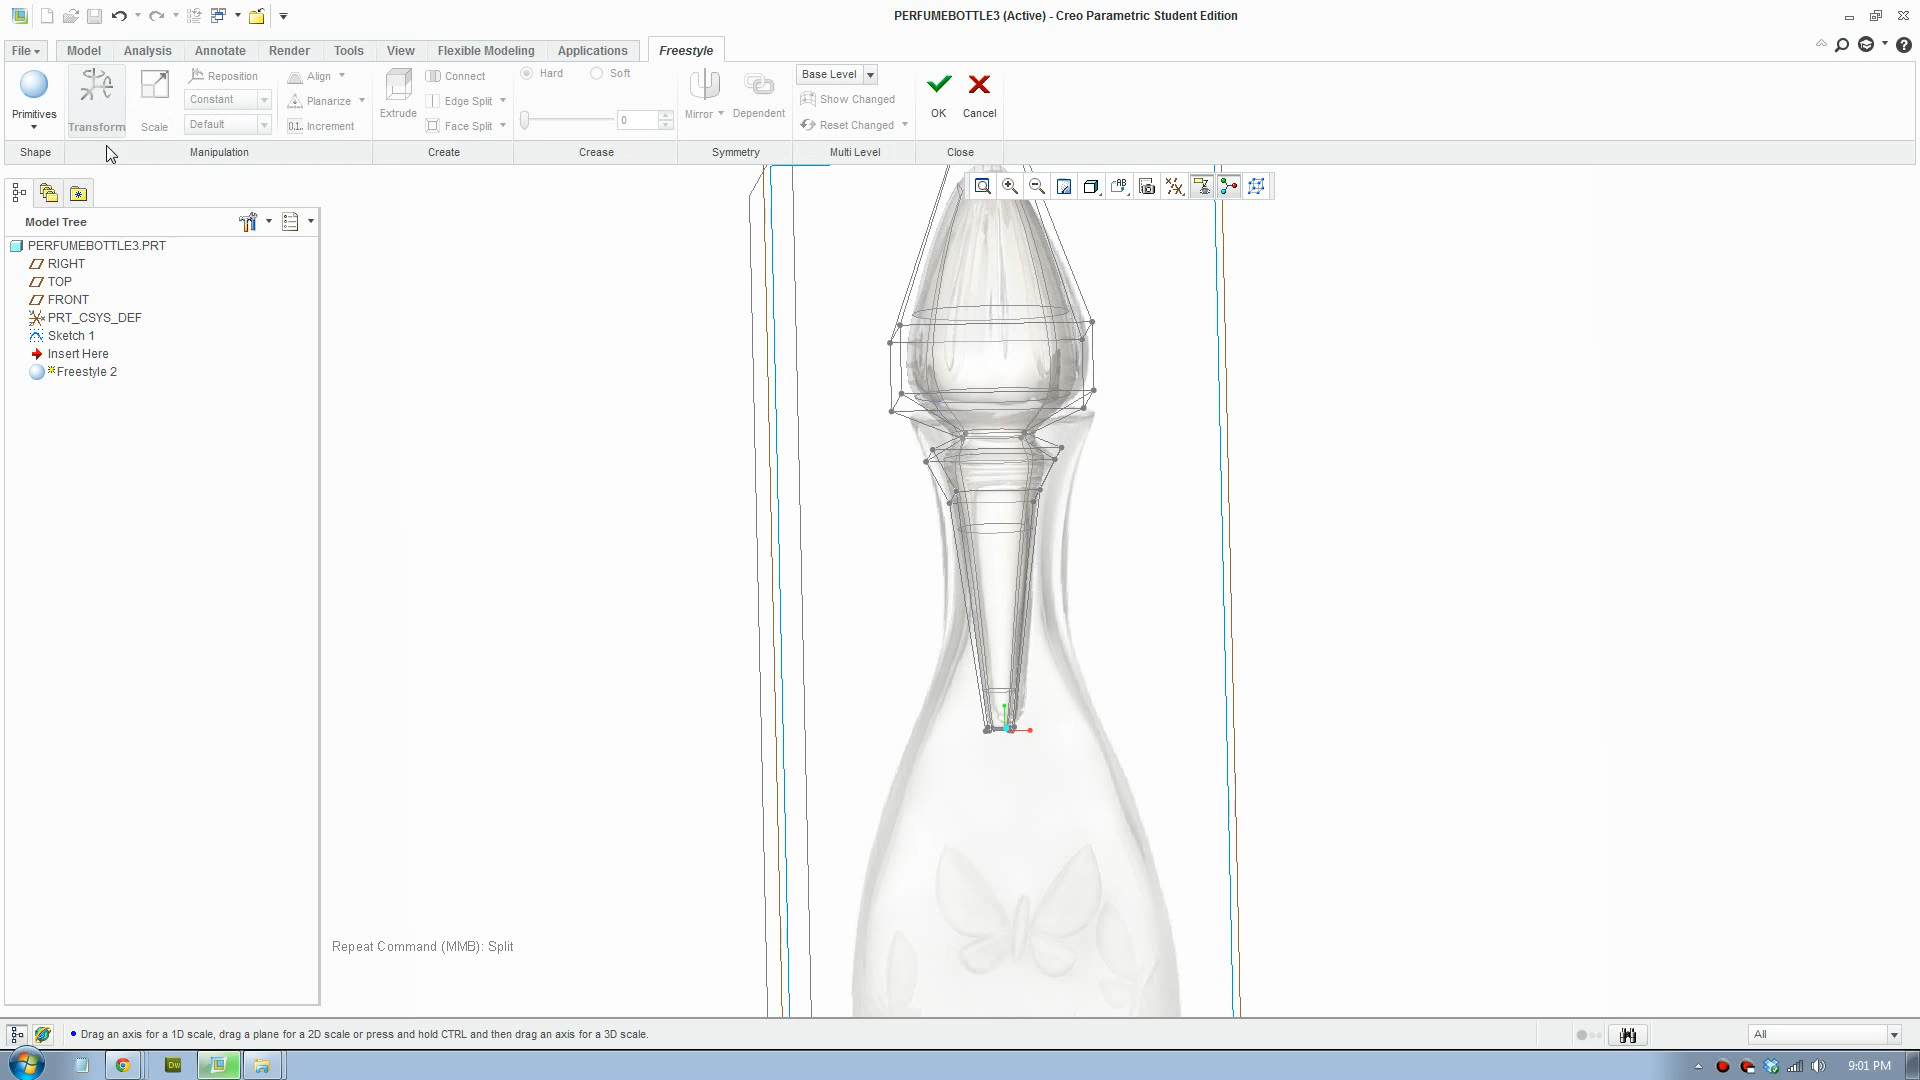 PERFUMEBOTTLE3 (Active) - Creo Parametric Student Edition
File
Model
Analysis
Annotate
Render
Tools
View
Flexible Modeling
Applications
Freestyle
Primitives
Transform
Scale
Reposition
Constant
Default
Align
Planarize
Increment
Extrude
Connect
Edge Split
Face Split
Hard
Soft
0
Mirror
Dependent
Base Level
Show Changed
Reset Changed
OK
Cancel
Shape
Manipulation
Create
Crease
Symmetry
Multi Level
Close
Model Tree
PERFUMEBOTTLE3.PRT
RIGHT
TOP
FRONT
PRT_CSYS_DEF
Sketch 1
Insert Here
Freestyle 2
Repeat Command (MMB): Split
Drag an axis for a 1D scale, drag a plane for a 2D scale or press and hold CTRL and then drag an axis for a 3D scale.
All
Dw
9:01 PM